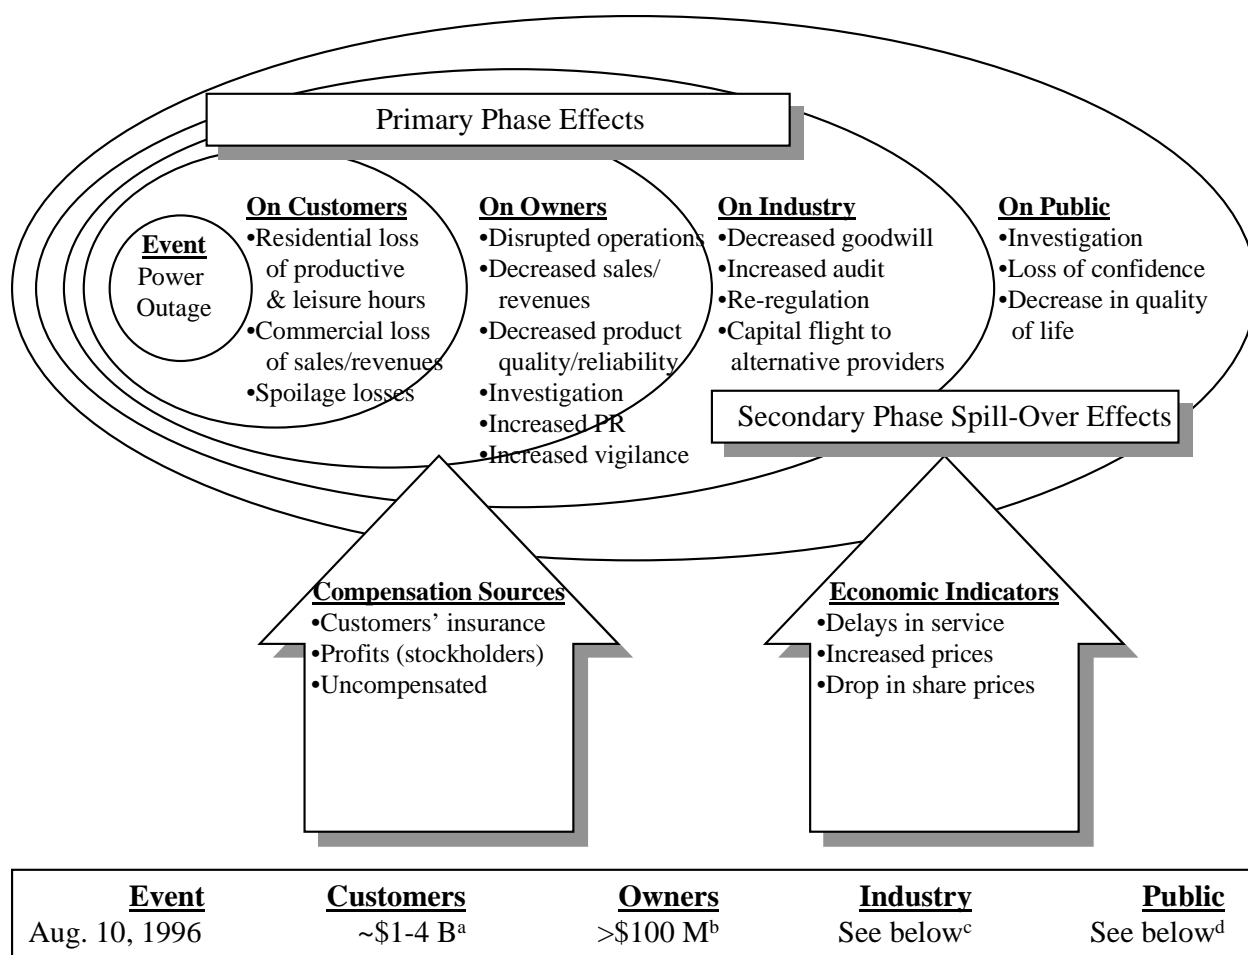 Primary Phase Effects
Event
Power
Outage
On Customers
•Residential loss
of productive
& leisure hours
•Commercial loss
of sales/revenues
•Spoilage losses
On Owners
•Disrupted operations
•Decreased sales/
revenues
•Decreased product
quality/reliability
•Investigation
•Increased PR
•Increased vigilance
On Industry
•Decreased goodwill
•Increased audit
•Re-regulation
•Capital flight to
alternative providers
On Public
•Investigation
•Loss of confidence
•Decrease in quality
of life
Secondary Phase Spill-Over Effects
Compensation Sources
•Customers’ insurance
•Profits (stockholders)
•Uncompensated
Economic Indicators
•Delays in service
•Increased prices
•Drop in share prices
Event Customers Owners Industry Public
Aug. 10, 1996 ~$1-4 Bᵃ >$100 Mᵇ See belowᶜ See belowᵈ